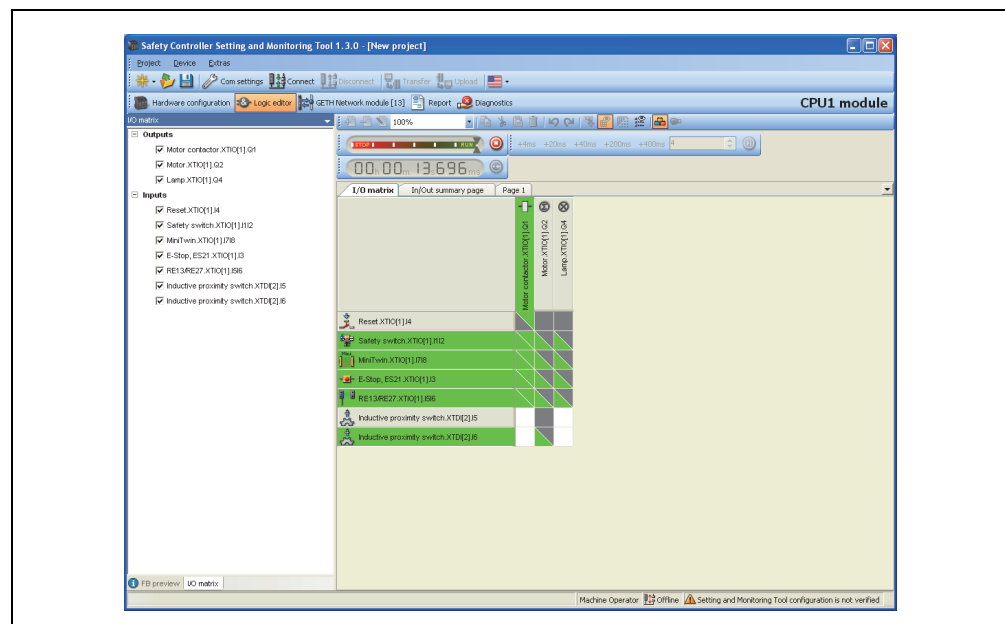 Safety Controller Setting and Monitoring Tool 1.3.0 - [New project]
Project Device Extras
Com settings Connect Disconnect Transfer Upload
Hardware configuration Logic editor GETH Network module [13] Report Diagnostics CPU1 module
I/O matrix
100%
Outputs
Motor contactor.XTIO[1].Q1
Motor.XTIO[1].Q2
Lamp.XTIO[1].Q4
Inputs
Reset.XTIO[1].I4
Safety switch.XTIO[1].I1I2
MiniTwin.XTIO[1].I7I8
E-Stop, ES21.XTIO[1].I3
RE13/RE27.XTIO[1].I5I6
Inductive proximity switch.XTDI[2].I5
Inductive proximity switch.XTDI[2].I6
STOP RUN
+4ms +20ms +40ms +200ms +400ms 4
00h 00m 13s696ms
I/O matrix In/Out summary page Page 1
Motor contactor.XTIO[1].Q1
Motor.XTIO[1].Q2
Lamp.XTIO[1].Q4
Reset.XTIO[1].I4
Safety switch.XTIO[1].I1I2
MiniTwin.XTIO[1].I7I8
E-Stop, ES21.XTIO[1].I3
RE13/RE27.XTIO[1].I5I6
Inductive proximity switch.XTDI[2].I5
Inductive proximity switch.XTDI[2].I6
FB preview I/O matrix
Machine Operator Offline Setting and Monitoring Tool configuration is not verified